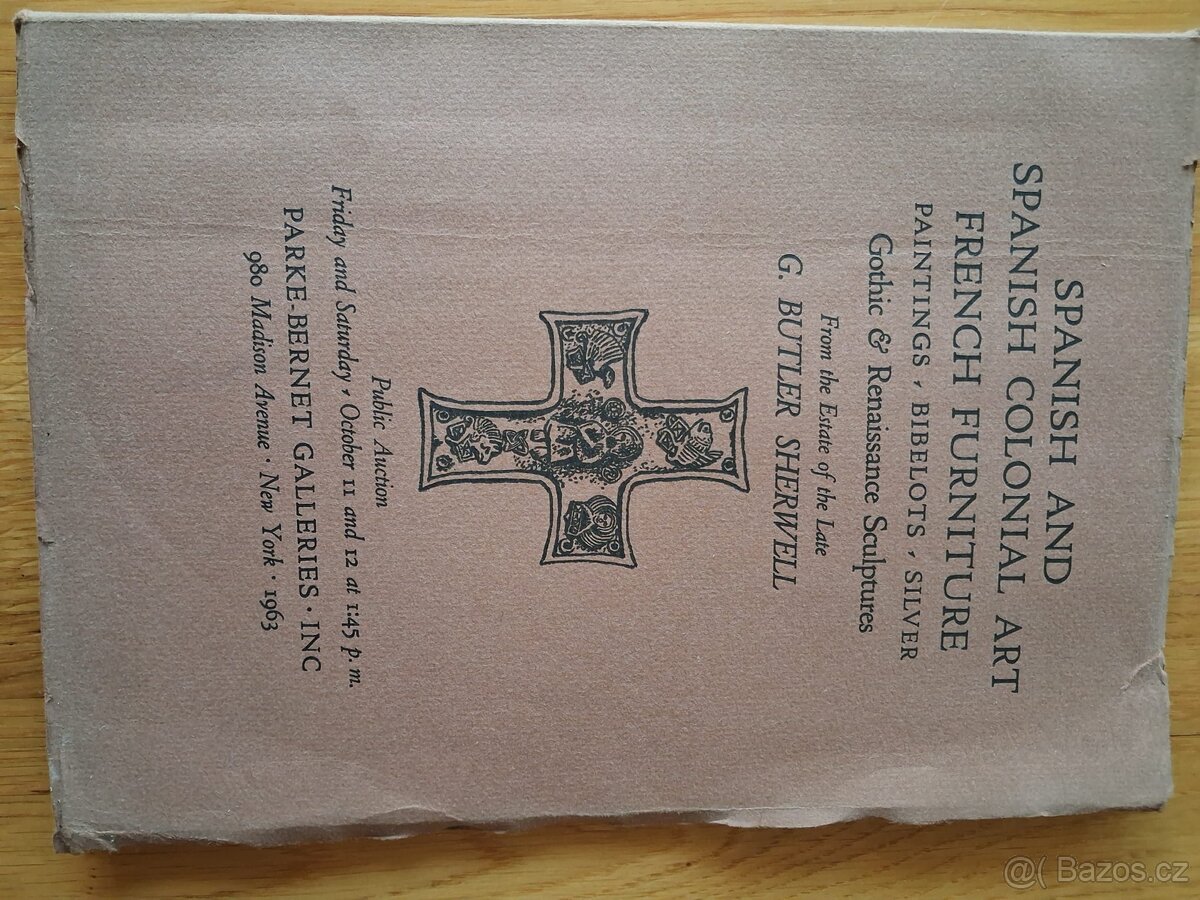 SPANISH AND
SPANISH COLONIAL ART
FRENCH FURNITURE
PAINTINGS, BIBELOTS, SILVER
Gothic & Renaissance Sculptures
From the Estate of the Late
G. BUTLER SHERWELL
Public Auction
Friday and Saturday, October 11 and 12 at 1:45 p.m.
PARKE-BERNET GALLERIES · INC
980 Madison Avenue · New York · 1963
@( Bazos.cz